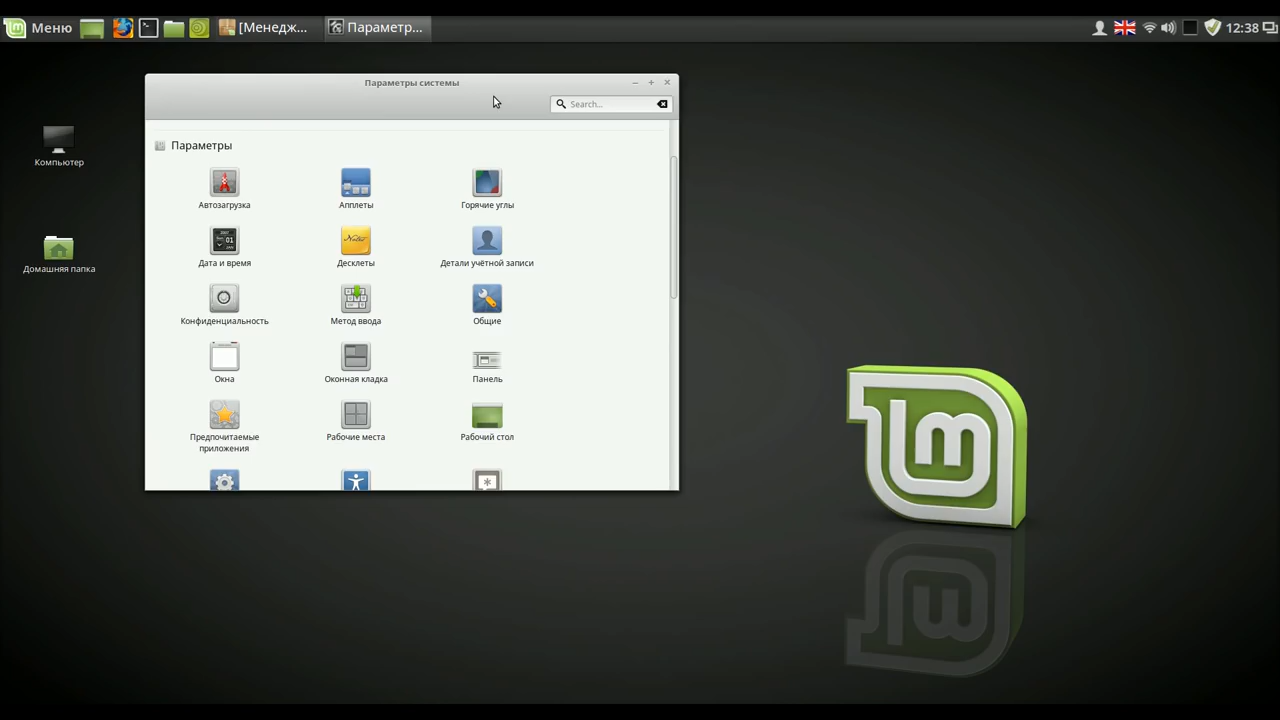 Меню
[Менедж...
Параметр...
12:38
Параметры системы
Search...
Компьютер
Домашняя папка
Параметры
Автозагрузка
Апплеты
Горячие углы
Дата и время
Десклеты
Детали учётной записи
Конфиденциальность
Метод ввода
Общие
Окна
Оконная кладка
Панель
Предпочитаемые
приложения
Рабочие места
Рабочий стол